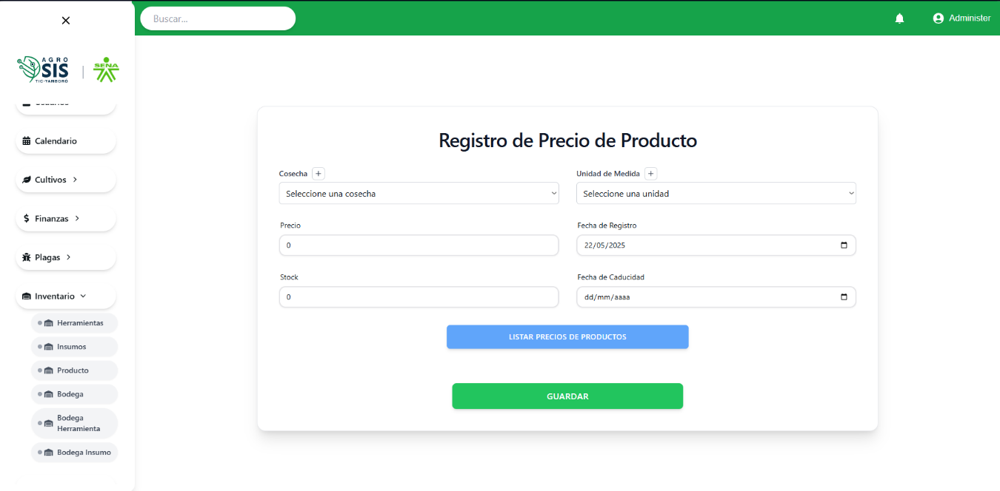 Buscar...
Administer
AGRO
SIS
TIC-YAMBORÓ
SENA
Calendario
Cultivos
Finanzas
Plagas
Inventario
Herramientas
Insumos
Producto
Bodega
Bodega
Herramienta
Bodega Insumo
Registro de Precio de Producto
Cosecha +
Unidad de Medida +
Seleccione una cosecha
Seleccione una unidad
Precio
Fecha de Registro
0
22/05/2025
Stock
Fecha de Caducidad
0
dd/mm/aaaa
LISTAR PRECIOS DE PRODUCTOS
GUARDAR